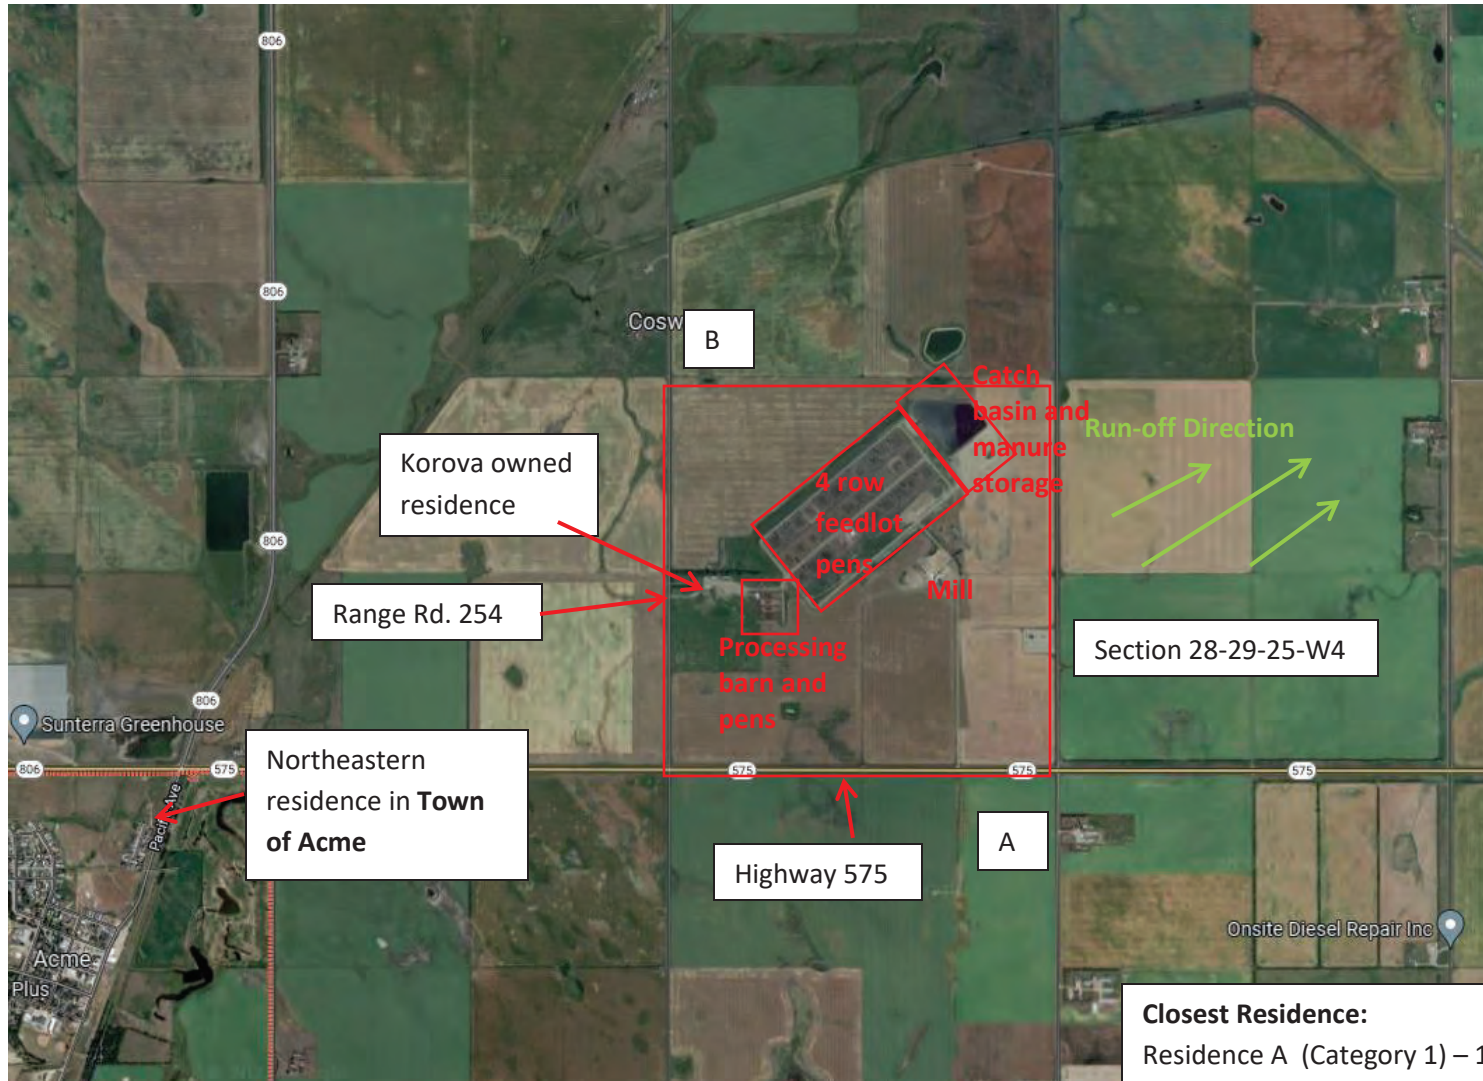 806
806
Cosw
B
Catch
basin and
manure
storage
Run-off Direction
Korova owned
residence
4 row
feedlot
pens
806
Mill
Range Rd. 254
Processing
barn and
pens
Section 28-29-25-W4
806
Sunterra Greenhouse
806
575
575
575
575
Northeastern
residence in Town
of Acme
Pacif
Ave
A
Highway 575
Onsite Diesel Repair Inc
Acme
Plus
Closest Residence:
Residence A (Category 1) – 1